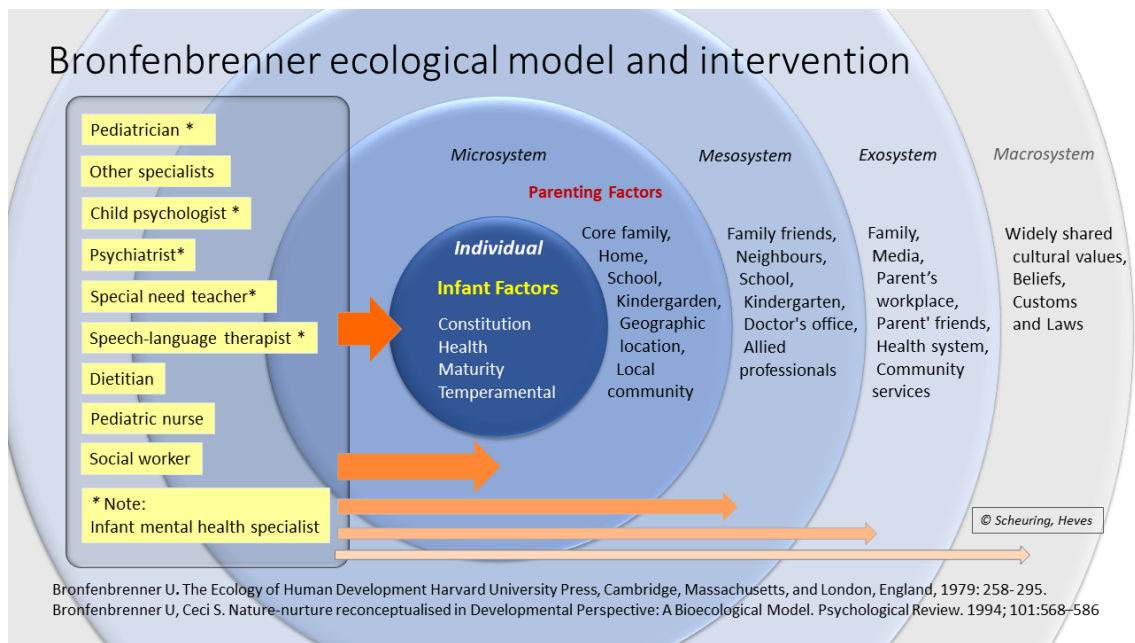 Bronfenbrenner ecological model and intervention
Pediatrician *
Other specialists
Child psychologist *
Psychiatrist*
Special need teacher*
Speech-language therapist *
Dietitian
Pediatric nurse
Social worker
* Note:
Infant mental health specialist
Microsystem
Parenting Factors
Individual
Infant Factors
Constitution
Health
Maturity
Temperamental
Core family,
Home,
School,
Kindergarden,
Geographic
location,
Local
community
Mesosystem
Family friends,
Neighbours,
School,
Kindergarten,
Doctor's office,
Allied
professionals
Exosystem
Family,
Media,
Parent’s
workplace,
Parent' friends,
Health system,
Community
services
Macrosystem
Widely shared
cultural values,
Beliefs,
Customs
and Laws
© Scheuring, Heves
Bronfenbrenner U. The Ecology of Human Development Harvard University Press, Cambridge, Massachusetts, and London, England, 1979: 258- 295.
Bronfenbrenner U, Ceci S. Nature-nurture reconceptualised in Developmental Perspective: A Bioecological Model. Psychological Review. 1994; 101:568–586